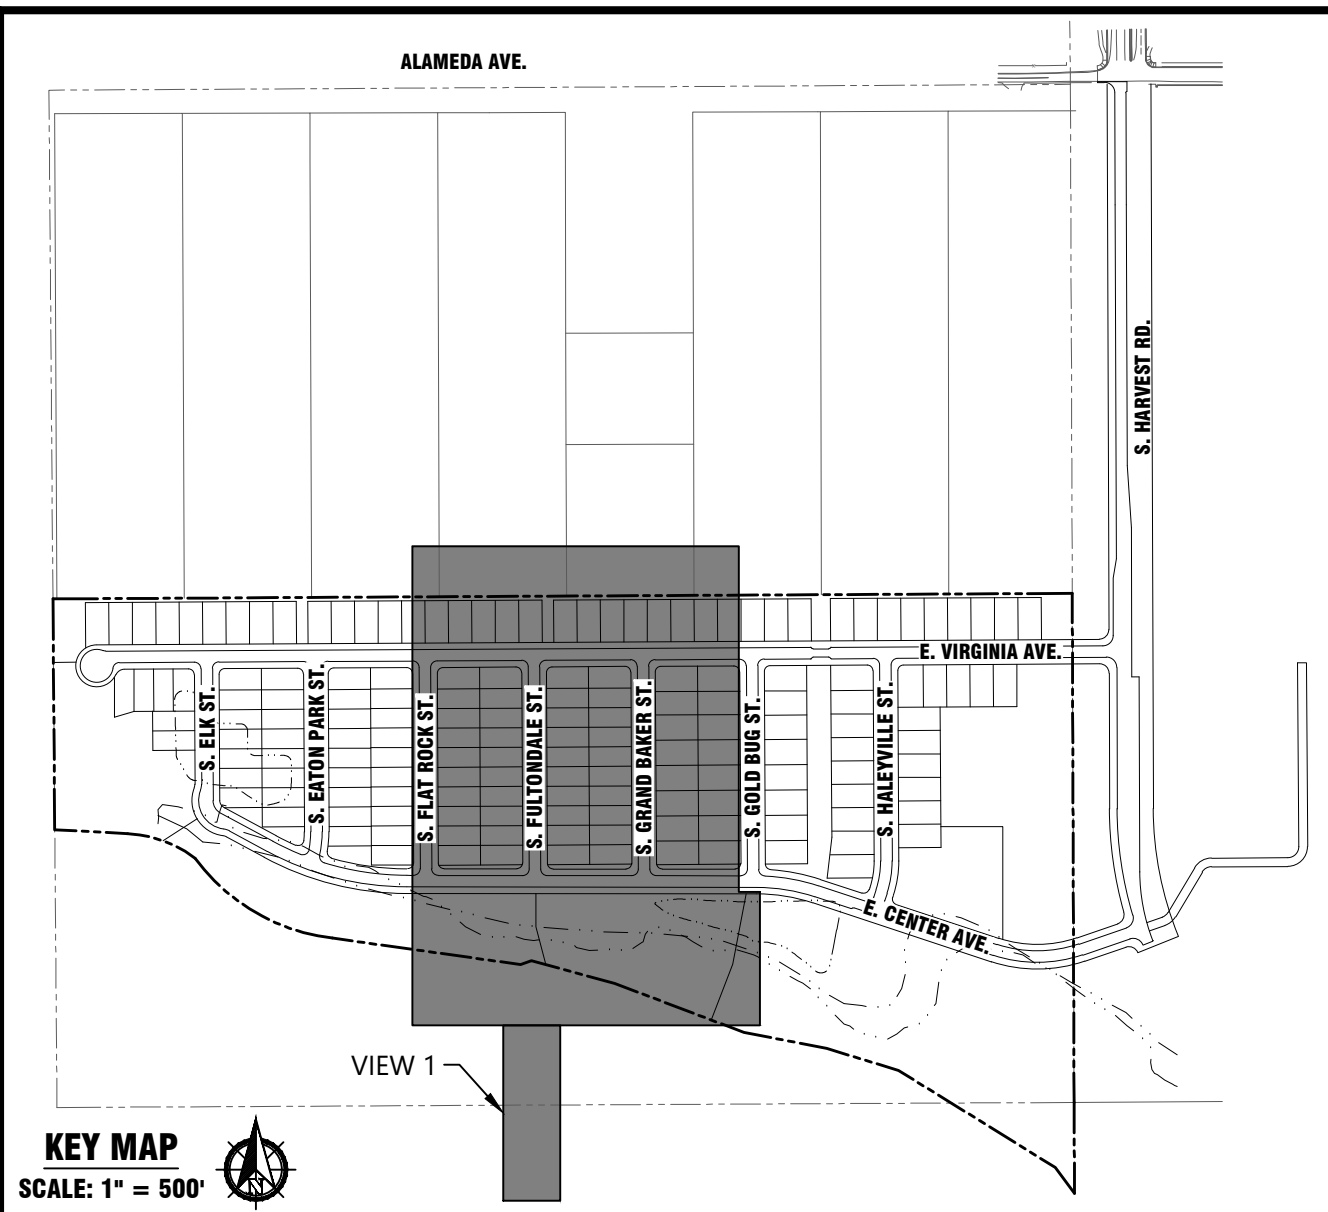 ALAMEDA AVE.
S. HARVEST RD.
E. VIRGINIA AVE.
S. ELK ST.
S. EATON PARK ST.
S. FLAT ROCK ST.
S. FULTONDALE ST.
S. GRAND BAKER ST.
S. GOLD BUG ST.
S. HALEYVILLE ST.
E. CENTER AVE.
VIEW 1
KEY MAP
SCALE: 1" = 500'
N